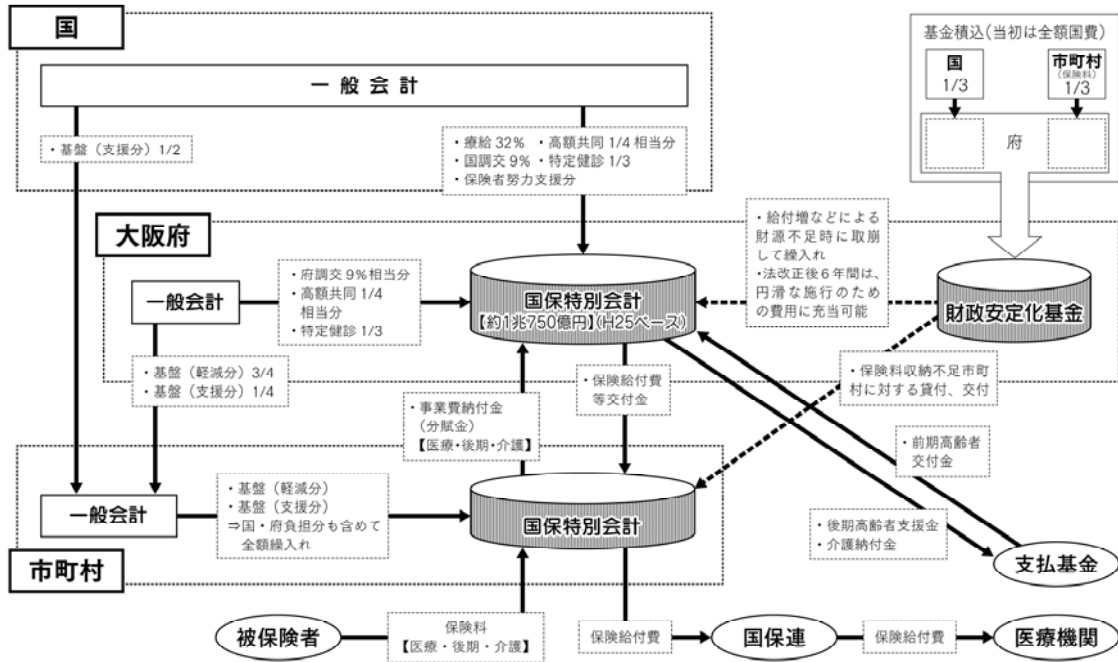 国
一般会計
基金積込(当初は全額国費)
国
1/3
市町村
(保険料)
1/3
府
・基盤（支援分）1/2
・療給 32%　・高額共同 1/4 相当分
・国調交 9%　・特定健診 1/3
・保険者努力支援分
大阪府
一般会計
・府調交 9%相当分
・高額共同 1/4
相当分
・特定健診 1/3
国保特別会計
【約1兆750億円】(H25ベース)
・給付増などによる
財源不足時に取崩
して繰入れ
・法改正後６年間は、
円滑な施行のため
の費用に充当可能
財政安定化基金
・基盤（軽減分）3/4
・基盤（支援分）1/4
・事業費納付金
（分賦金）
【医療・後期・介護】
・保険給付費
等交付金
・保険料収納不足市町
村に対する貸付、交付
・前期高齢者
交付金
一般会計
・基盤（軽減分）
・基盤（支援分）
⇒国・府負担分も含めて
全額繰入れ
国保特別会計
・後期高齢者支援金
・介護納付金
支払基金
市町村
被保険者
保険料
【医療・後期・介護】
保険給付費
国保連
保険給付費
医療機関